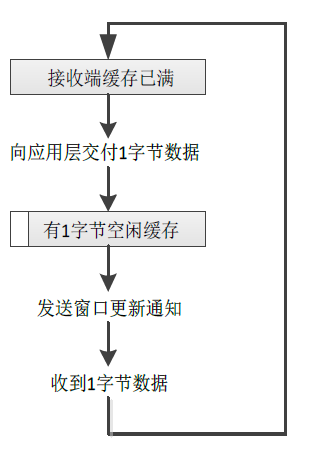 接收端缓存已满
向应用层交付1字节数据
有1字节空闲缓存
发送窗口更新通知
收到1字节数据